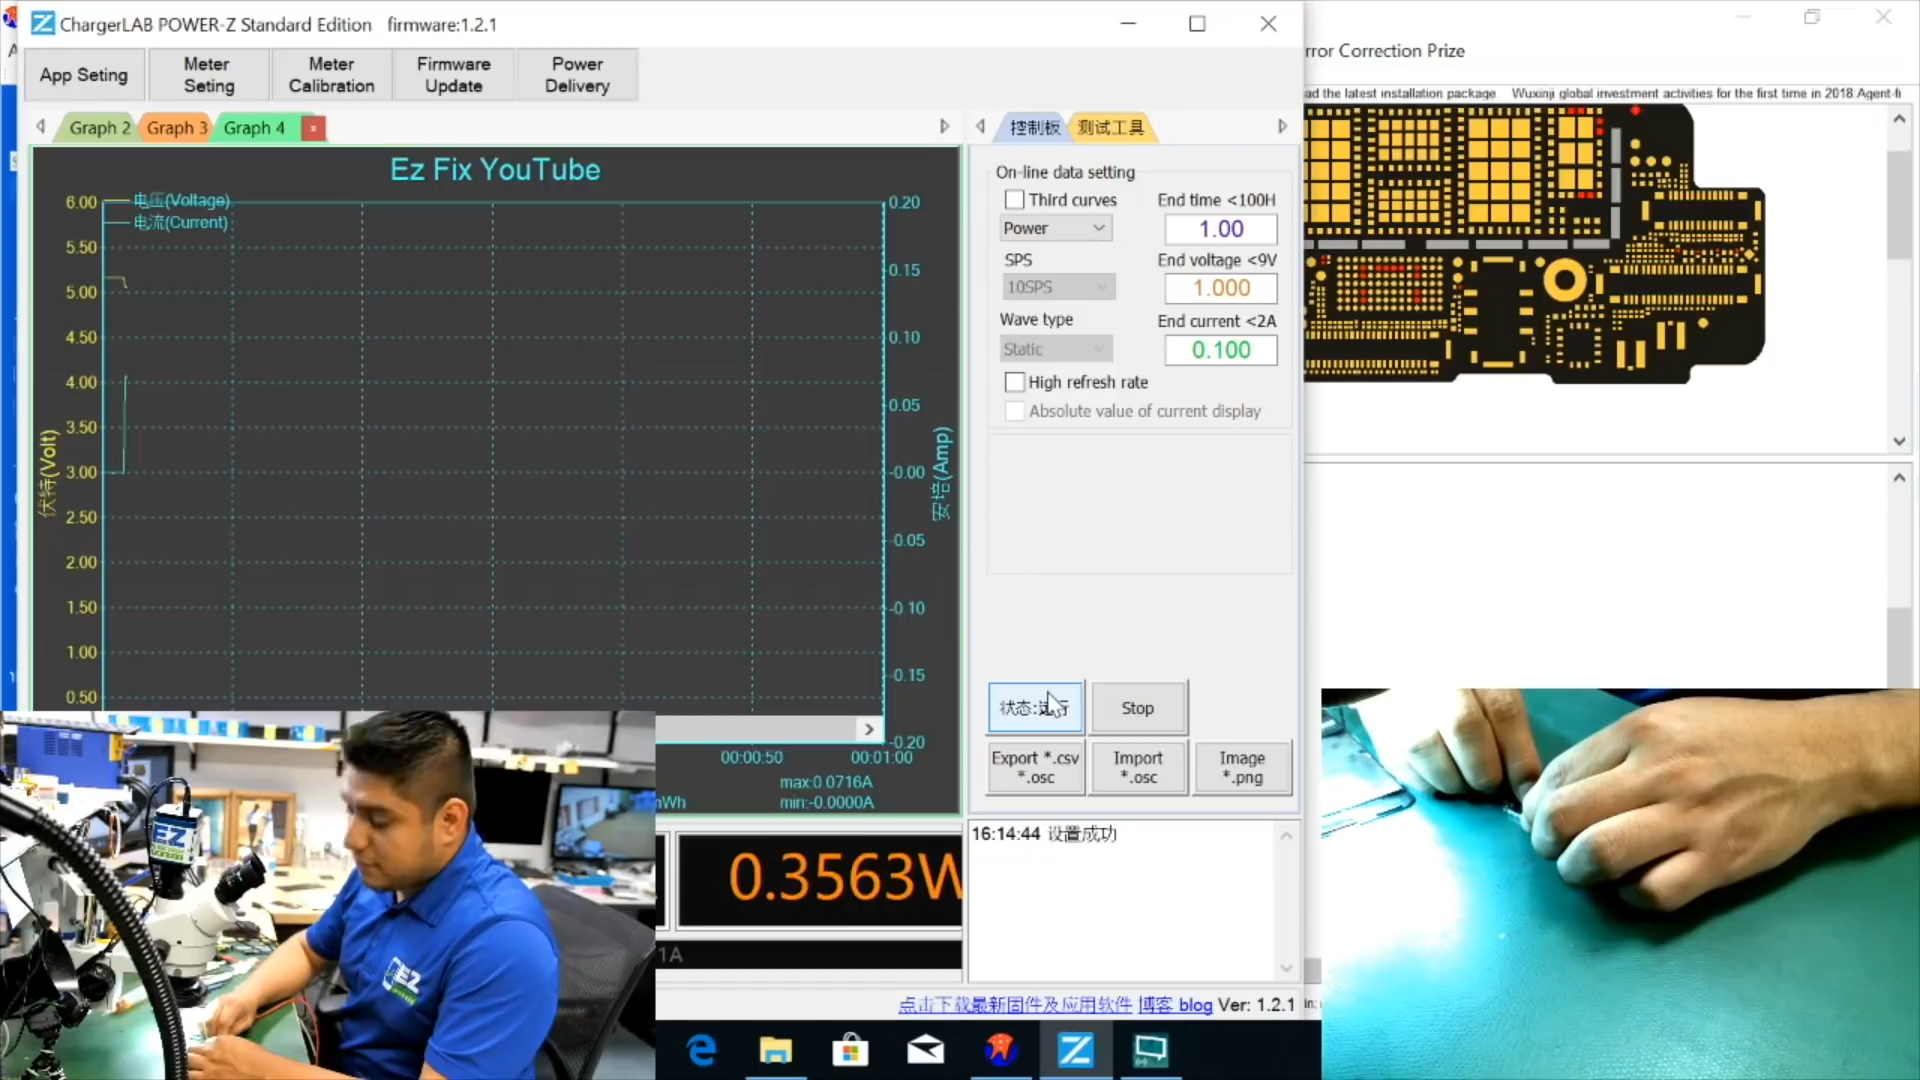 ChargerLAB POWER-Z Standard Edition firmware:1.2.1
rror Correction Prize
App Seting
Meter Seting
Meter Calibration
Firmware Update
Power Delivery
ad the latest installation package. Wuxinji global investment activities for the first time in 2018.Agent-fi
Graph 2
Graph 3
Graph 4
x
控制板
测试工具
Ez Fix YouTube
电压(Voltage)
电流(Current)
6.00
5.50
5.00
4.50
4.00
3.50
3.00
2.50
2.00
1.50
1.00
0.50
伏特(Volt)
0.20
0.15
0.10
0.05
-0.00
-0.05
-0.10
-0.15
-0.20
安培(Amp)
00:00:50
00:01:00
max:0.0716A
mWh min:-0.0000A
On-line data setting
Third curves
End time <100H
Power
1.00
SPS
End voltage <9V
10SPS
1.000
Wave type
End current <2A
Static
0.100
High refresh rate
Absolute value of current display
状态:运行
Stop
Export *.csv *.osc
Import *.osc
Image *.png
16:14:44 设置成功
0.3563W
1A
点击下载最新固件及应用软件 博客 blog Ver: 1.2.1
EZ
EZ